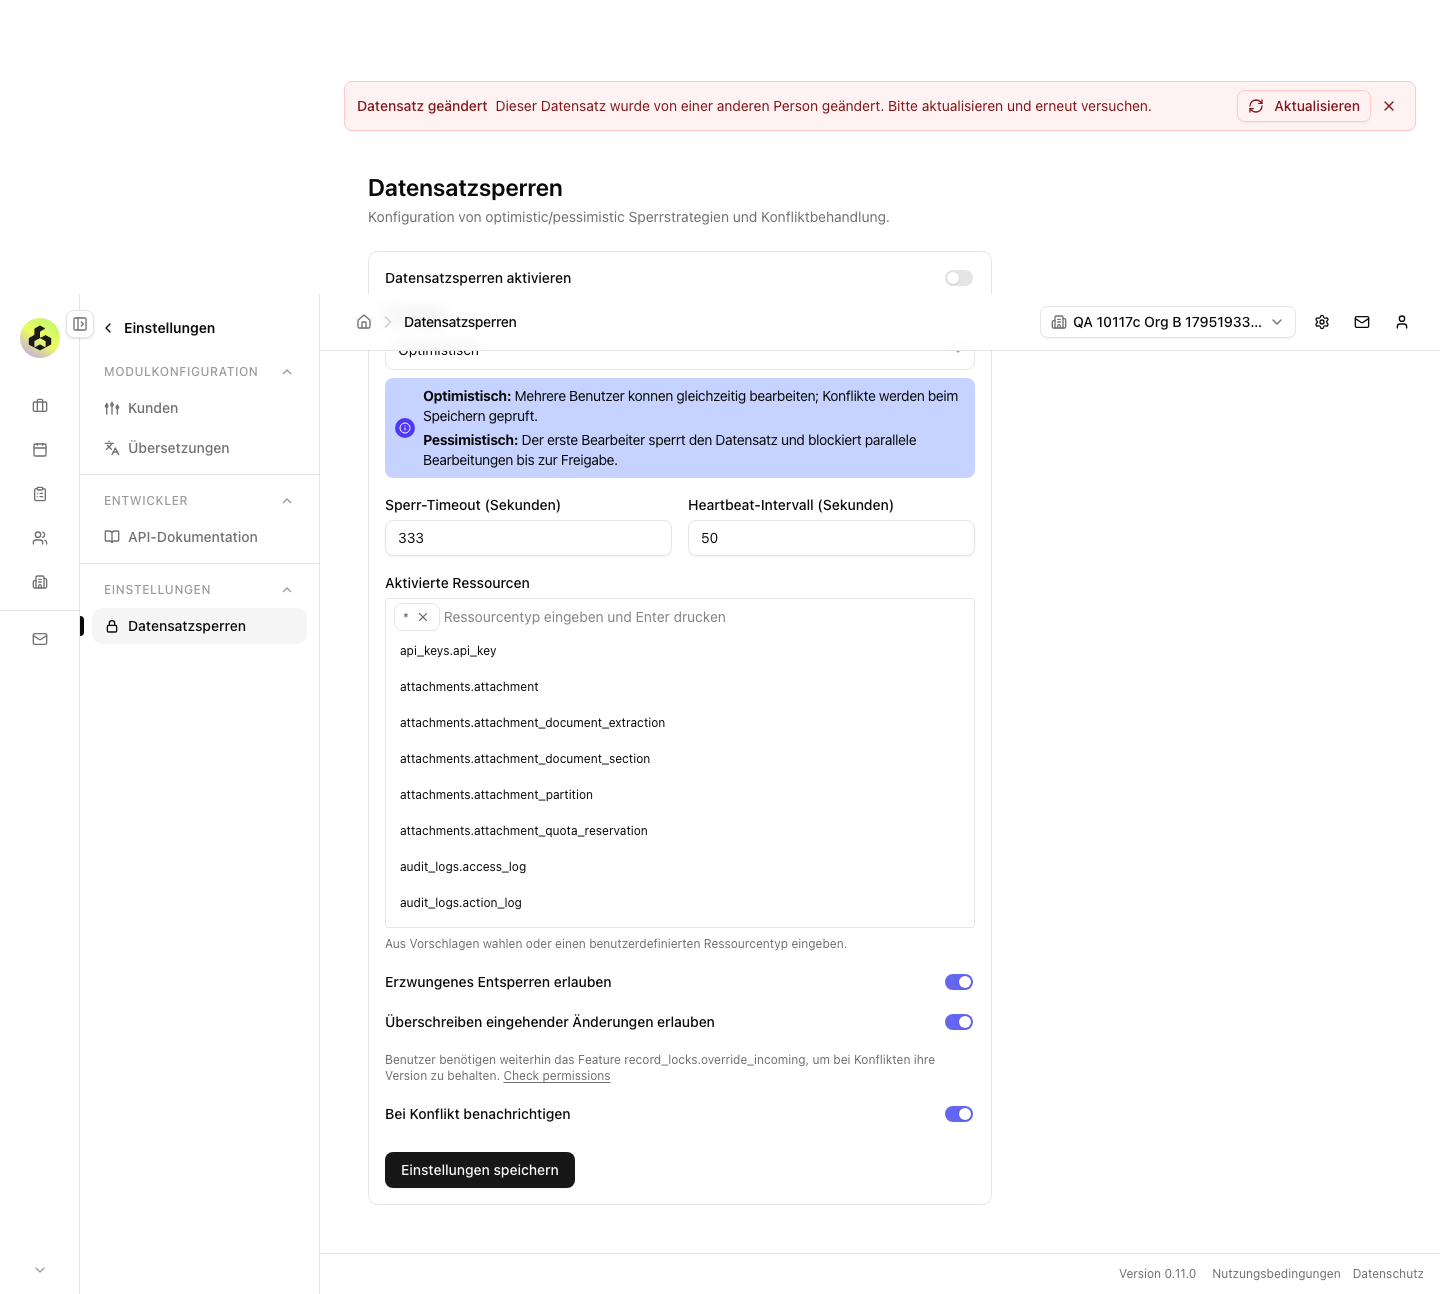 Datensatz geändert Dieser Datensatz wurde von einer anderen Person geändert. Bitte aktualisieren und erneut versuchen.
Aktualisieren
Datensatzsperren
Konfiguration von optimistic/pessimistic Sperrstrategien und Konfliktbehandlung.
Datensatzsperren aktivieren
Einstellungen
Datensatzsperren
QA 10117c Org B 17951933...
MODULKONFIGURATION
Kunden
Übersetzungen
ENTWICKLER
API-Dokumentation
EINSTELLUNGEN
Datensatzsperren
Optimistisch
Optimistisch: Mehrere Benutzer konnen gleichzeitig bearbeiten; Konflikte werden beim
Speichern gepruft.
Pessimistisch: Der erste Bearbeiter sperrt den Datensatz und blockiert parallele
Bearbeitungen bis zur Freigabe.
Sperr-Timeout (Sekunden)
Heartbeat-Intervall (Sekunden)
333
50
Aktivierte Ressourcen
* Ressourcentyp eingeben und Enter drucken
api_keys.api_key
attachments.attachment
attachments.attachment_document_extraction
attachments.attachment_document_section
attachments.attachment_partition
attachments.attachment_quota_reservation
audit_logs.access_log
audit_logs.action_log
Aus Vorschlagen wahlen oder einen benutzerdefinierten Ressourcentyp eingeben.
Erzwungenes Entsperren erlauben
Überschreiben eingehender Änderungen erlauben
Benutzer benötigen weiterhin das Feature record_locks.override_incoming, um bei Konflikten ihre
Version zu behalten. Check permissions
Bei Konflikt benachrichtigen
Einstellungen speichern
Version 0.11.0
Nutzungsbedingungen
Datenschutz